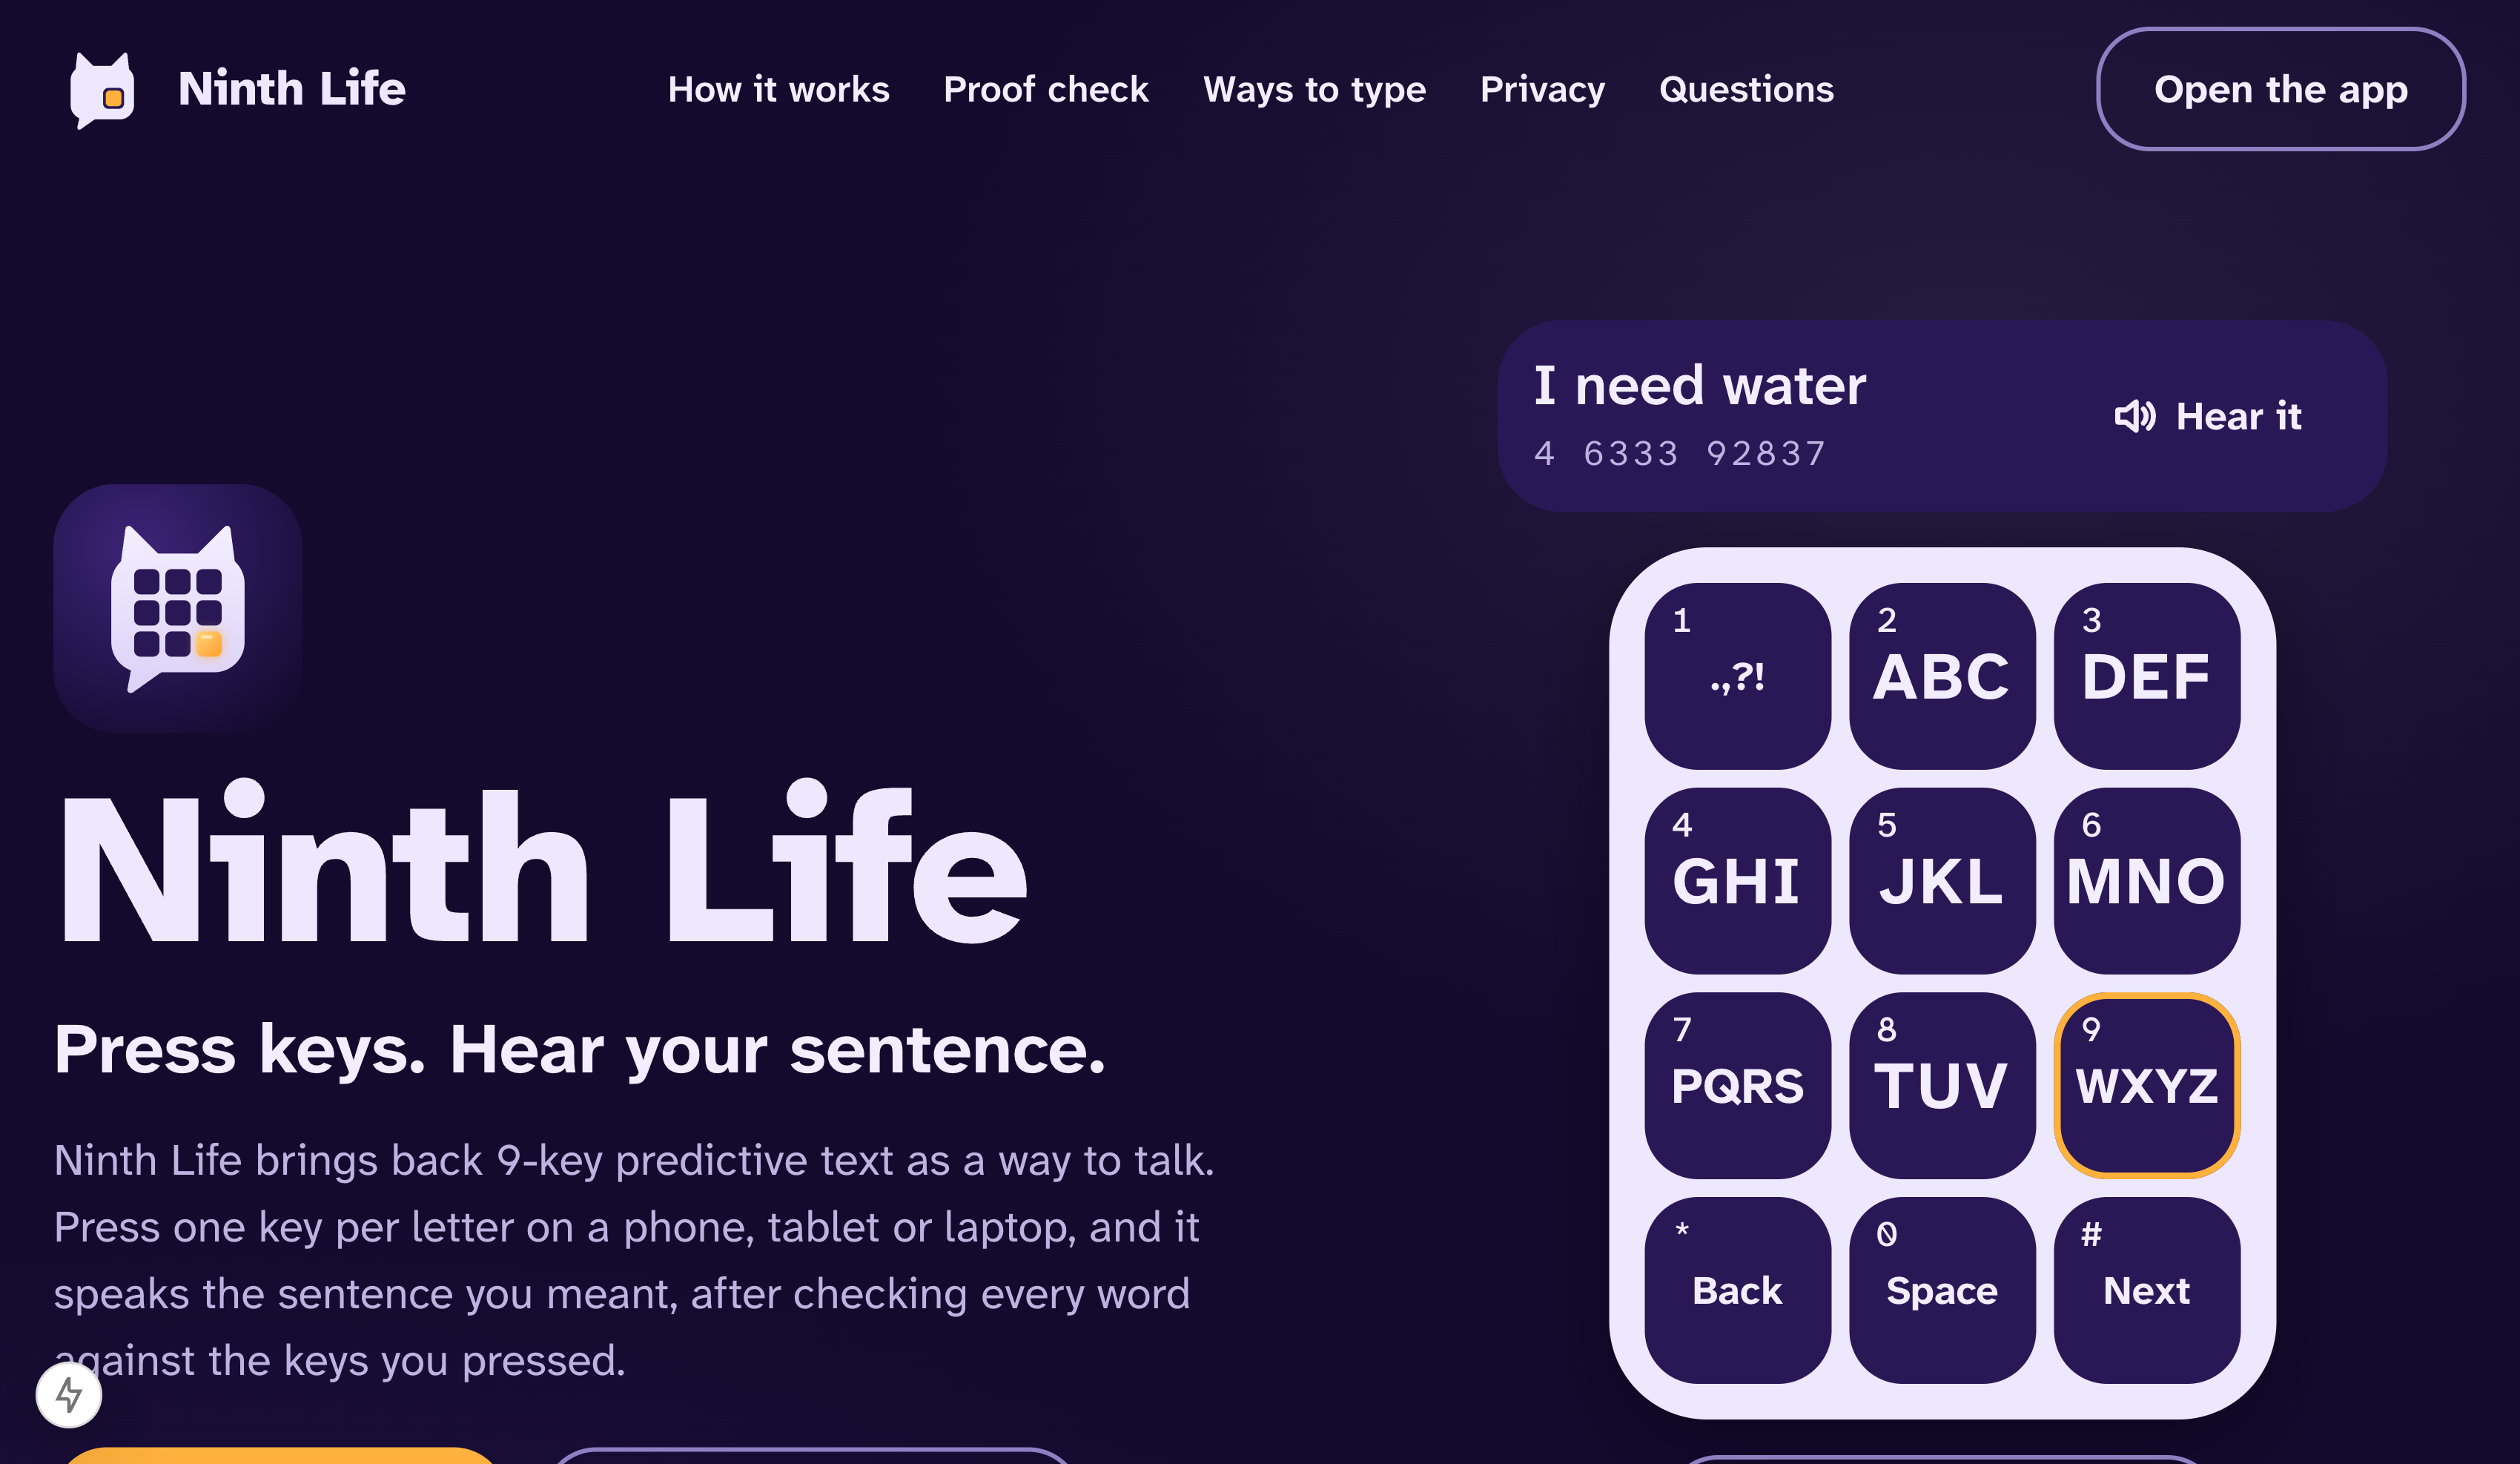 Ninth Life
How it works
Proof check
Ways to type
Privacy
Questions
Open the app
Ninth Life
Press keys. Hear your sentence.
Ninth Life brings back 9-key predictive text as a way to talk.
Press one key per letter on a phone, tablet or laptop, and it
speaks the sentence you meant, after checking every word
against the keys you pressed.
I need water
4 6333 92837
Hear it
1
.,?!
2
ABC
3
DEF
4
GHI
5
JKL
6
MNO
7
PQRS
8
TUV
9
WXYZ
*
Back
0
Space
#
Next